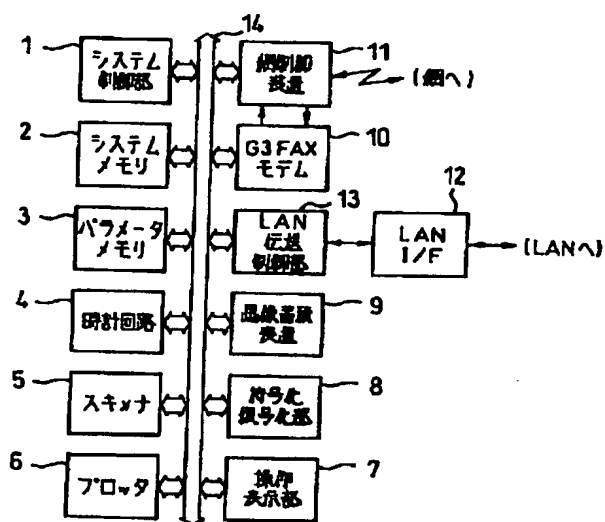 14
1
システム
制御部
11
網制御
装置
(網へ)
2
システム
メモリ
10
G3 FAX
モデム
3
パラメータ
メモリ
13
LAN
伝送
制御部
12
LAN
I/F
(LANへ)
4
時計回路
9
画像蓄積
装置
5
スキャナ
8
符号化
復号化部
6
プロッタ
7
操作
表示部